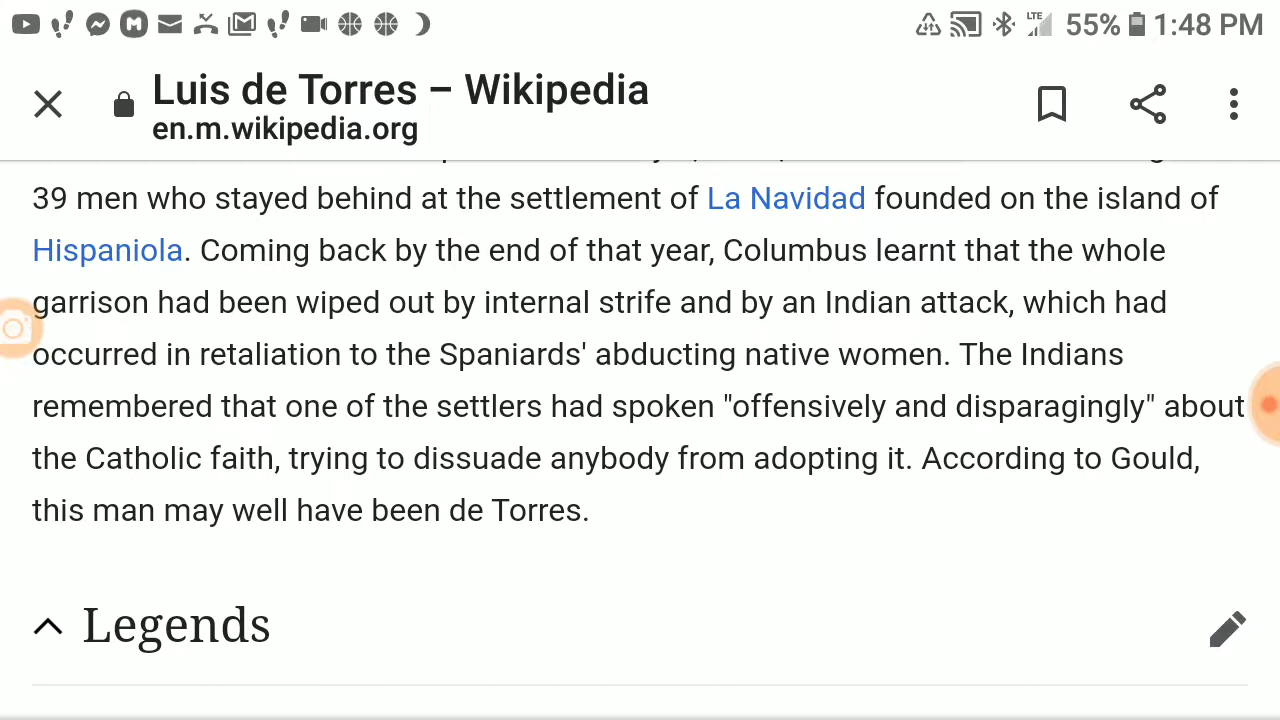 LTE 55% 1:48 PM
Luis de Torres – Wikipedia
en.m.wikipedia.org
39 men who stayed behind at the settlement of La Navidad founded on the island of
Hispaniola. Coming back by the end of that year, Columbus learnt that the whole
garrison had been wiped out by internal strife and by an Indian attack, which had
occurred in retaliation to the Spaniards' abducting native women. The Indians
remembered that one of the settlers had spoken "offensively and disparagingly" about
the Catholic faith, trying to dissuade anybody from adopting it. According to Gould,
this man may well have been de Torres.
Legends